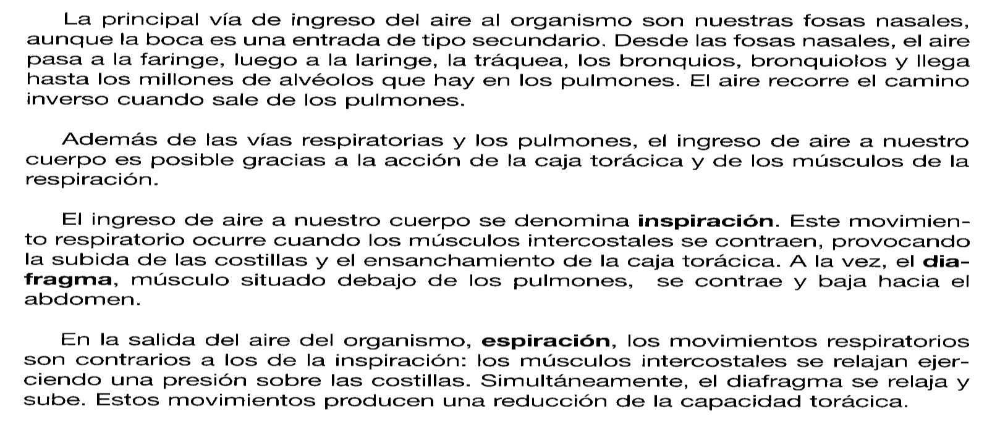 La principal vía de ingreso del aire al organismo son nuestras fosas nasales,
aunque la boca es una entrada de tipo secundario. Desde las fosas nasales, el aire
pasa a la faringe, luego a la laringe, la tráquea, los bronquios, bronquiolos y llega
hasta los millones de alvéolos que hay en los pulmones. El aire recorre el camino
inverso cuando sale de los pulmones.
Además de las vías respiratorias y los pulmones, el ingreso de aire a nuestro
cuerpo es posible gracias a la acción de la caja torácica y de los músculos de la
respiración.
El ingreso de aire a nuestro cuerpo se denomina inspiración. Este movimien-
to respiratorio ocurre cuando los músculos intercostales se contraen, provocando
la subida de las costillas y el ensanchamiento de la caja torácica. A la vez, el dia-
fragma, músculo situado debajo de los pulmones, se contrae y baja hacia el
abdomen.
En la salida del aire del organismo, espiración, los movimientos respiratorios
son contrarios a los de la inspiración: los músculos intercostales se relajan ejer-
ciendo una presión sobre las costillas. Simultáneamente, el diafragma se relaja y
sube. Estos movimientos producen una reducción de la capacidad torácica.